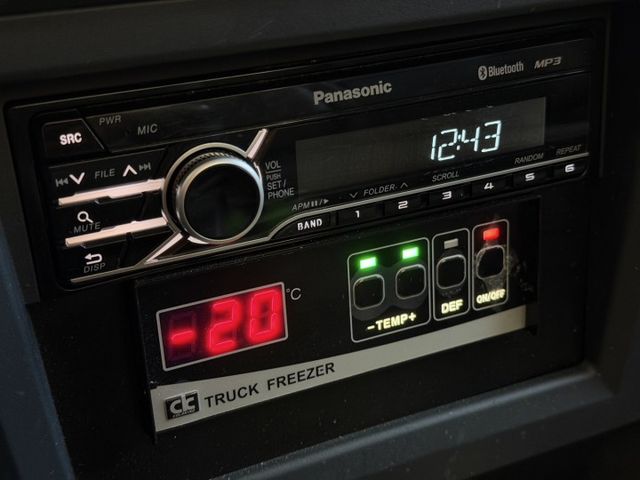 Panasonic
Bluetooth
MP3
PWR
SRC
MIC
12:43
FILE
VOL
PUSH
SET /
PHONE
MUTE
DISP
APM
FOLDER
SCROLL
RANDOM
REPEAT
BAND 1 2 3 4 5 6
-20 °C
-TEMP+
DEF
ON/OFF
TRUCK FREEZER